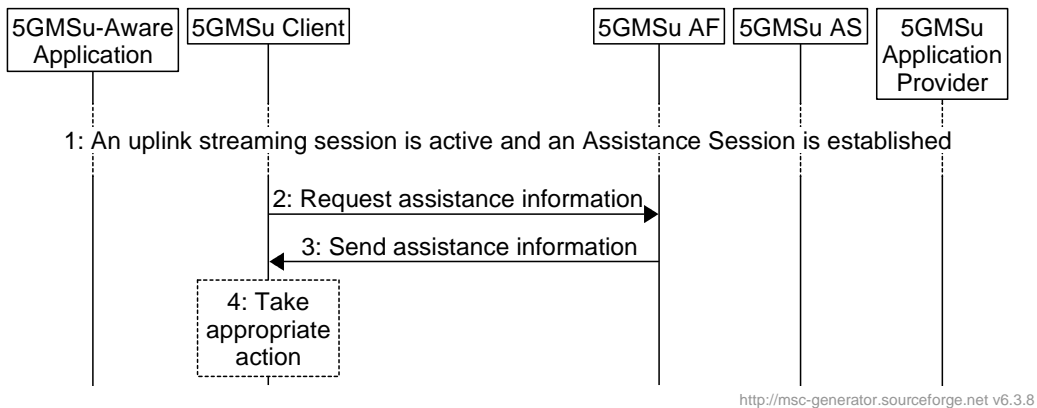 5GMSu-Aware
Application
5GMSu Client
5GMSu AF
5GMSu AS
5GMSu
Application
Provider
1: An uplink streaming session is active and an Assistance Session is established
2: Request assistance information
3: Send assistance information
4: Take
appropriate
action
http://msc-generator.sourceforge.net v6.3.8